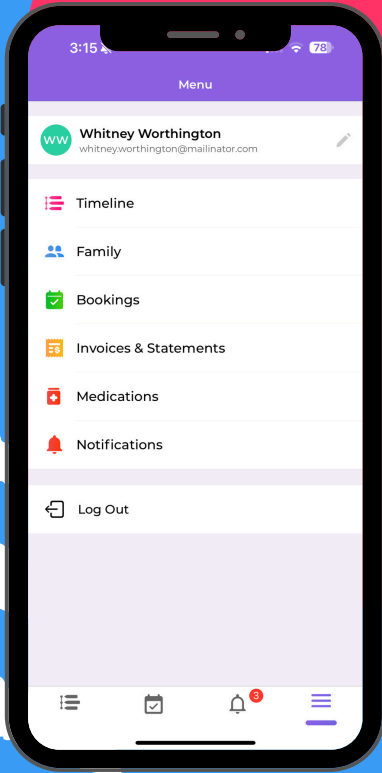 3:15
78
Menu
WW
Whitney Worthington
whitney.worthington@mailinator.com
Timeline
Family
Bookings
Invoices & Statements
Medications
Notifications
Log Out
3